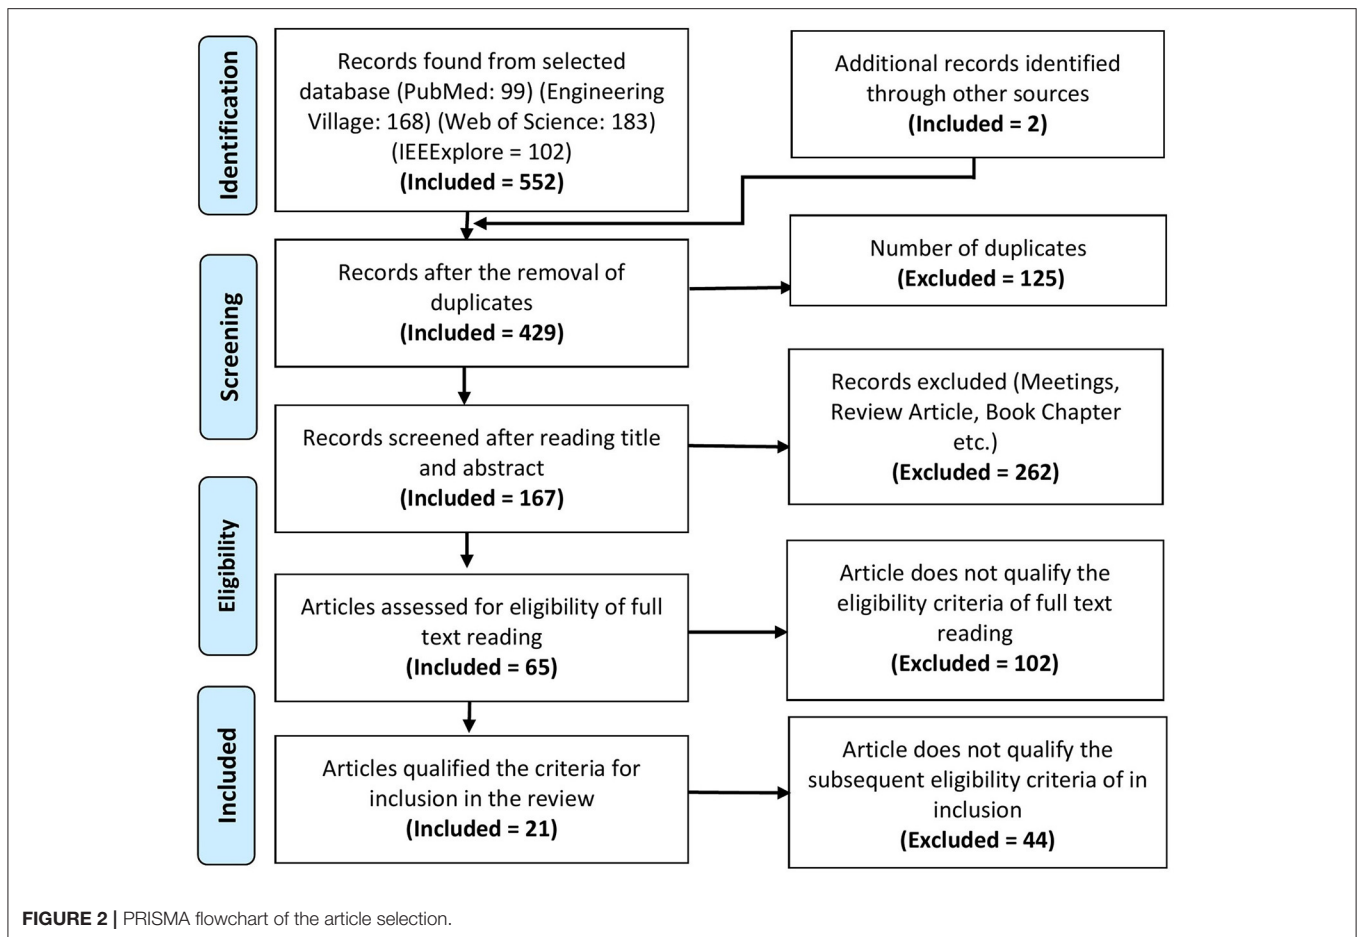 Identification
Records found from selected
database (PubMed: 99) (Engineering
Village: 168) (Web of Science: 183)
(IEEExplore = 102)
(Included = 552)
Additional records identified
through other sources
(Included = 2)
Screening
Records after the removal of
duplicates
(Included = 429)
Number of duplicates
(Excluded = 125)
Records screened after reading title
and abstract
(Included = 167)
Records excluded (Meetings,
Review Article, Book Chapter
etc.)
(Excluded = 262)
Eligibility
Articles assessed for eligibility of full
text reading
(Included = 65)
Article does not qualify the
eligibility criteria of full text
reading
(Excluded = 102)
Included
Articles qualified the criteria for
inclusion in the review
(Included = 21)
Article does not qualify the
subsequent eligibility criteria of in
inclusion
(Excluded = 44)
FIGURE 2 | PRISMA flowchart of the article selection.